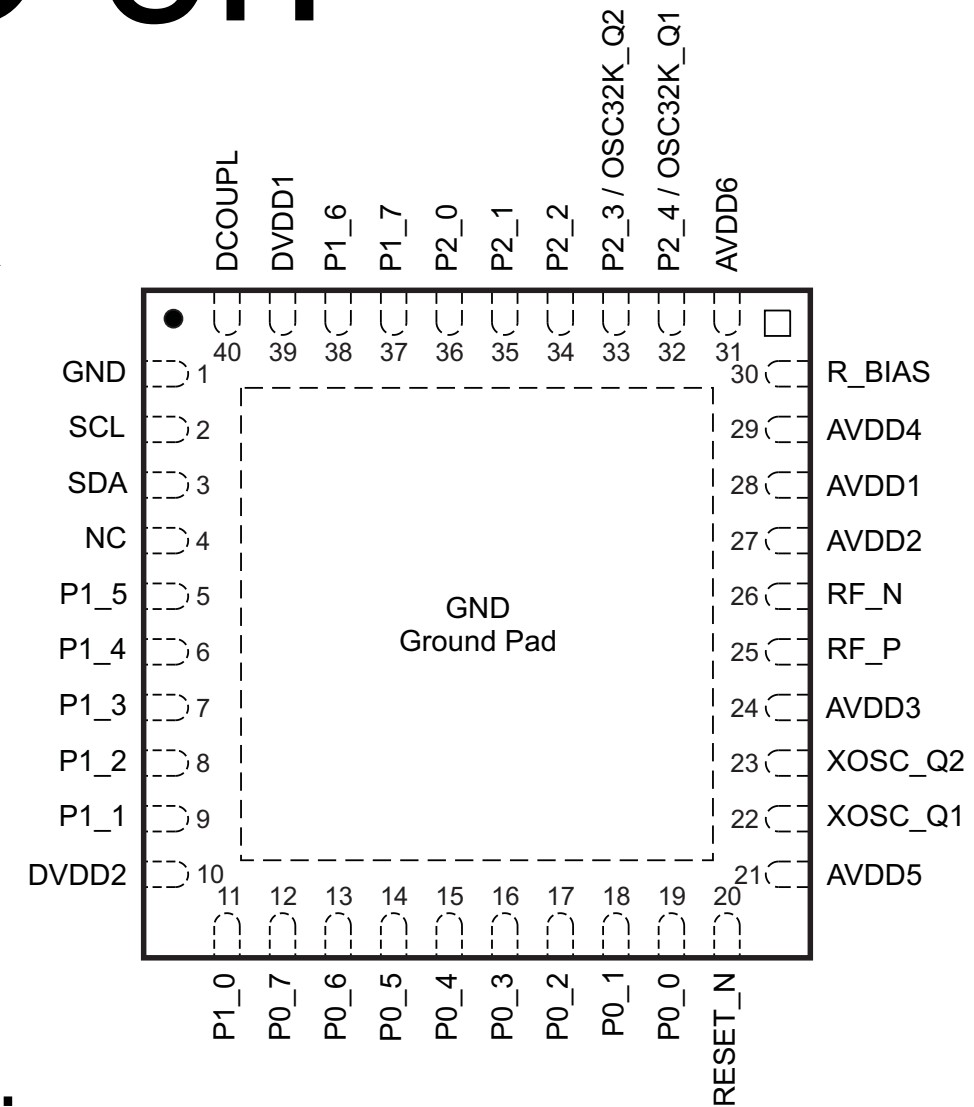 DCOUPL
DVDD1
P1_6
P1_7
P2_0
P2_1
P2_2
P2_3 / OSC32K_Q2
P2_4 / OSC32K_Q1
AVDD6
40 39 38 37 36 35 34 33 32 31
GND 1
SCL 2
SDA 3
NC 4
P1_5 5
P1_4 6
P1_3 7
P1_2 8
P1_1 9
DVDD2 10
GND
Ground Pad
30 R_BIAS
29 AVDD4
28 AVDD1
27 AVDD2
26 RF_N
25 RF_P
24 AVDD3
23 XOSC_Q2
22 XOSC_Q1
21 AVDD5
11 12 13 14 15 16 17 18 19 20
P1_0
P0_7
P0_6
P0_5
P0_4
P0_3
P0_2
P0_1
P0_0
RESET_N